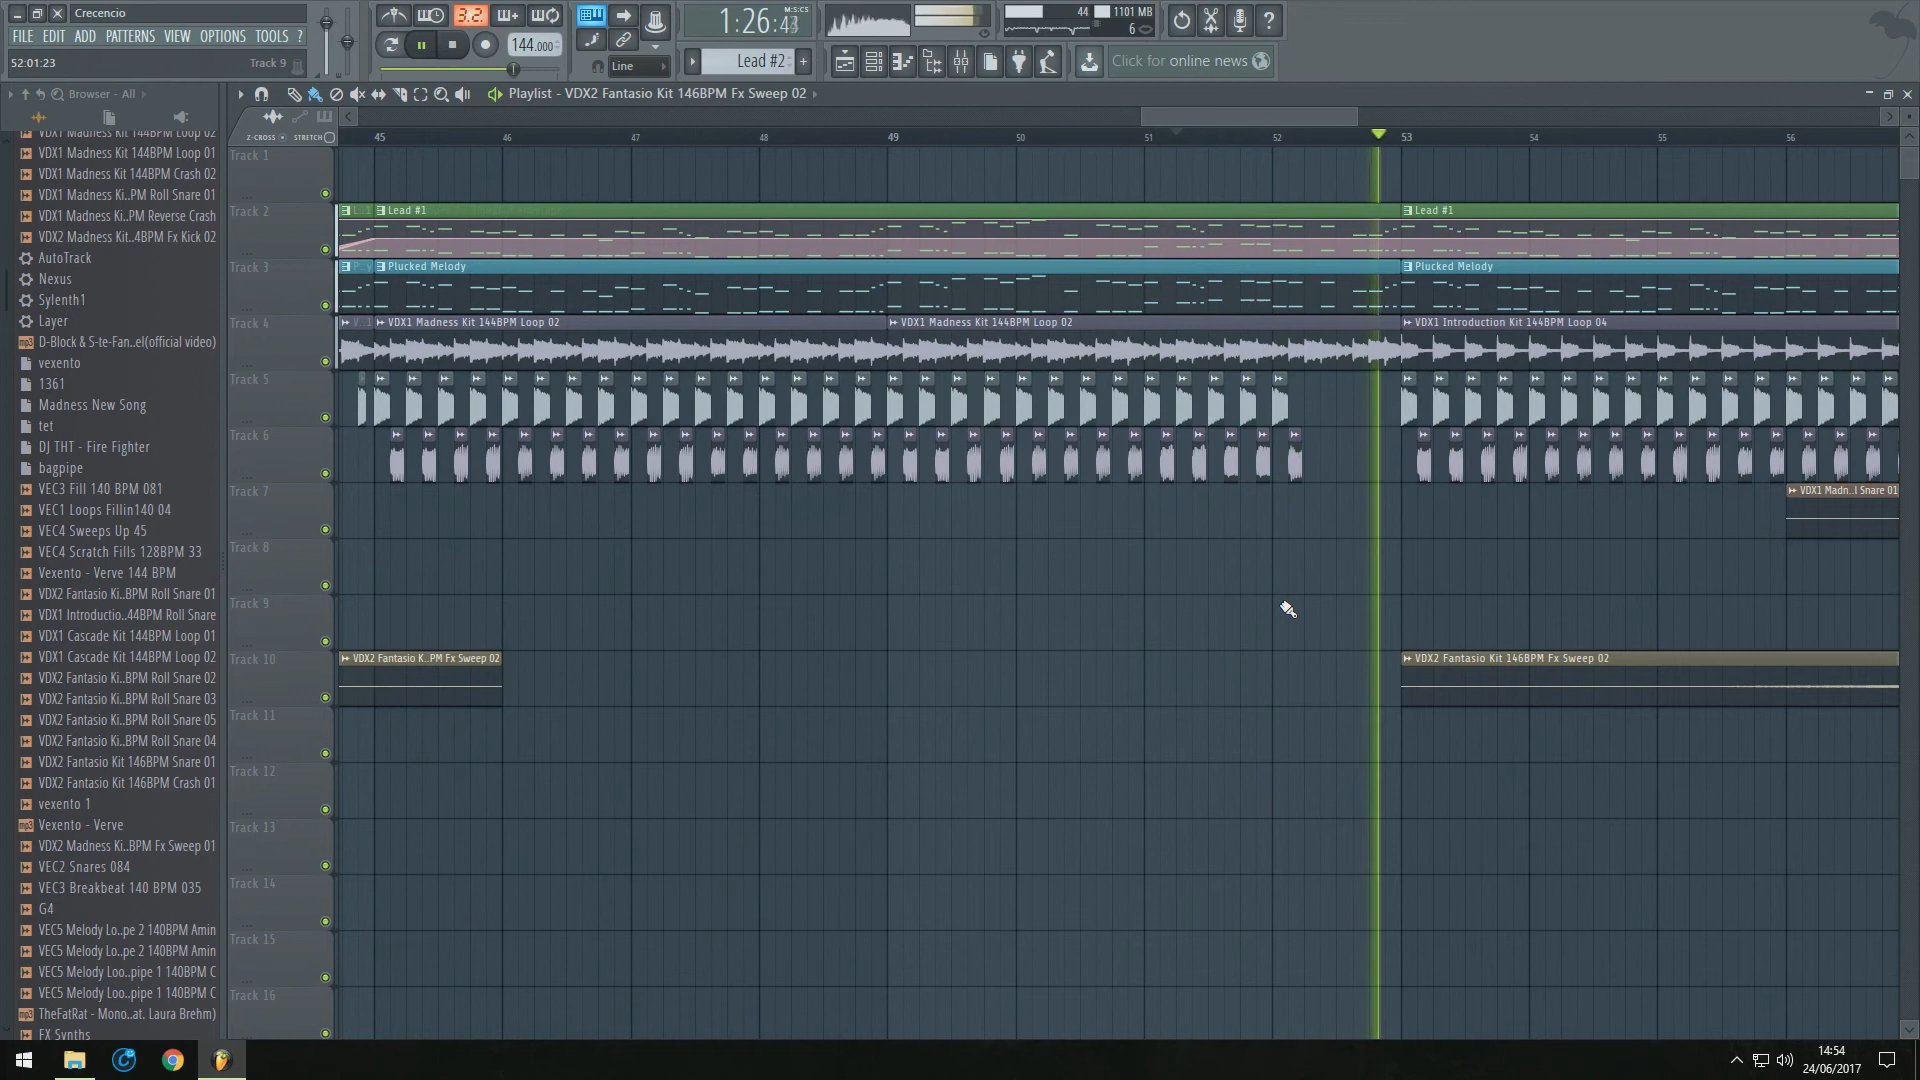 Crecencio
FILE EDIT ADD PATTERNS VIEW OPTIONS TOOLS ?
52:01:23 Track 9
3.2.
144.000
Line
1:26:43
M:S:CS
Lead #2
44 1101 MB
6
Click for online news
Browser - All
Playlist - VDX2 Fantasio Kit 146BPM Fx Sweep 02
Z-CROSS STRETCH
45 46 47 48 49 50 51 52 53 54 55 56
VDX1 Madness Kit 144BPM Loop 02
VDX1 Madness Kit 144BPM Loop 01
VDX1 Madness Kit 144BPM Crash 02
VDX1 Madness Ki..PM Roll Snare 01
VDX1 Madness Ki..PM Reverse Crash
VDX2 Madness Kit..4BPM Fx Kick 02
AutoTrack
Nexus
Sylenth1
Layer
D-Block & S-te-Fan..el(official video)
vexento
1361
Madness New Song
tet
DJ THT - Fire Fighter
bagpipe
VEC3 Fill 140 BPM 081
VEC1 Loops Fillin140 04
VEC4 Sweeps Up 45
VEC4 Scratch Fills 128BPM 33
Vexento - Verve 144 BPM
VDX2 Fantasio Ki..BPM Roll Snare 01
VDX1 Introductio..44BPM Roll Snare
VDX1 Cascade Kit 144BPM Loop 01
VDX1 Cascade Kit 144BPM Loop 02
VDX2 Fantasio Ki..BPM Roll Snare 02
VDX2 Fantasio Ki..BPM Roll Snare 03
VDX2 Fantasio Ki..BPM Roll Snare 05
VDX2 Fantasio Ki..BPM Roll Snare 04
VDX2 Fantasio Kit 146BPM Snare 01
VDX2 Fantasio Kit 146BPM Crash 01
vexento 1
Vexento - Verve
VDX2 Madness Ki..BPM Fx Sweep 01
VEC2 Snares 084
VEC3 Breakbeat 140 BPM 035
G4
VEC5 Melody Lo..pe 2 140BPM Amin
VEC5 Melody Lo..pe 2 140BPM Amin
VEC5 Melody Loo..pipe 1 140BPM C
VEC5 Melody Loo..pipe 1 140BPM C
TheFatRat - Mono..at. Laura Brehm)
FX Synths
Track 1
Track 2
Lead #1
Lead #1
Track 3
Plucked Melody
Plucked Melody
Track 4
VDX1 Madness Kit 144BPM Loop 02
VDX1 Madness Kit 144BPM Loop 02
VDX1 Introduction Kit 144BPM Loop 04
Track 5
Track 6
Track 7
VDX1 Madn..l Snare 01
Track 8
Track 9
Track 10
VDX2 Fantasio K..PM Fx Sweep 02
VDX2 Fantasio Kit 146BPM Fx Sweep 02
Track 11
Track 12
Track 13
Track 14
Track 15
Track 16
14:54
24/06/2017